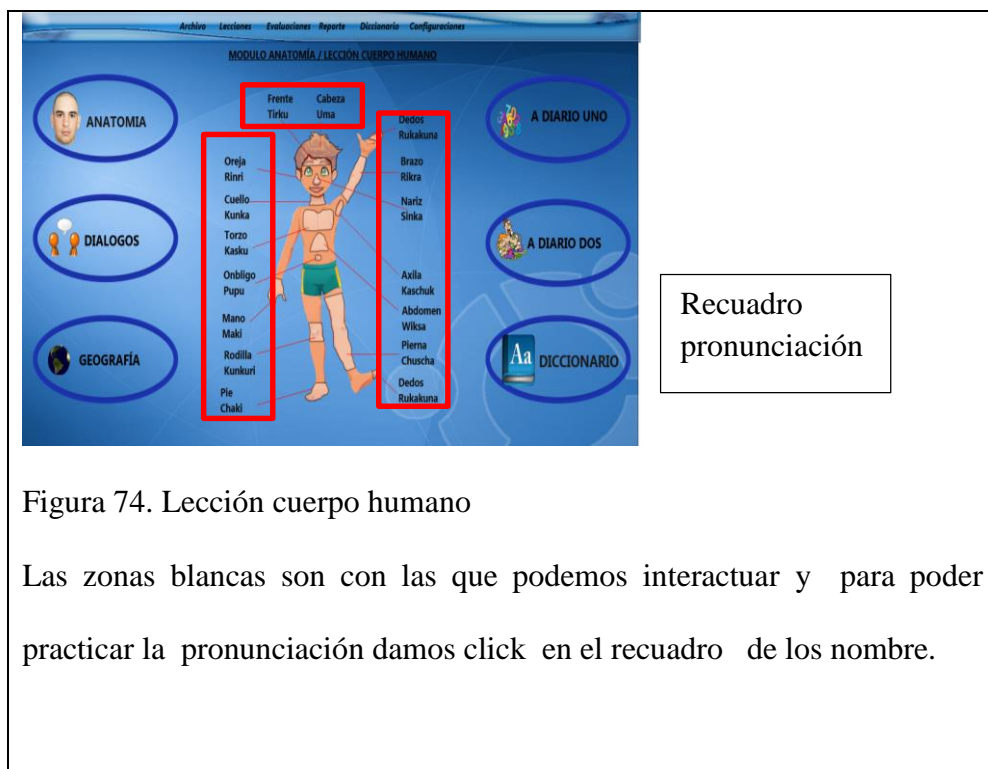 Archivo Lecciones Evaluaciones Reporte Diccionario Configuraciones
MODULO ANATOMÍA / LECCIÓN CUERPO HUMANO
ANATOMIA
DIALOGOS
GEOGRAFÍA
Frente Cabeza
Tirku Uma
Oreja
Rinri
Cuello
Kunka
Torzo
Kasku
Onbligo
Pupu
Mano
Maki
Rodilla
Kunkuri
Pie
Chaki
Dedos
Rukakuna
Brazo
Rikra
Nariz
Sinka
Axila
Kaschuk
Abdomen
Wiksa
Pierna
Chuscha
Dedos
Rukakuna
A DIARIO UNO
A DIARIO DOS
Aa DICCIONARIO
Recuadro
pronunciación
Figura 74. Lección cuerpo humano
Las zonas blancas son con las que podemos interactuar y para poder
practicar la pronunciación damos click en el recuadro de los nombre.